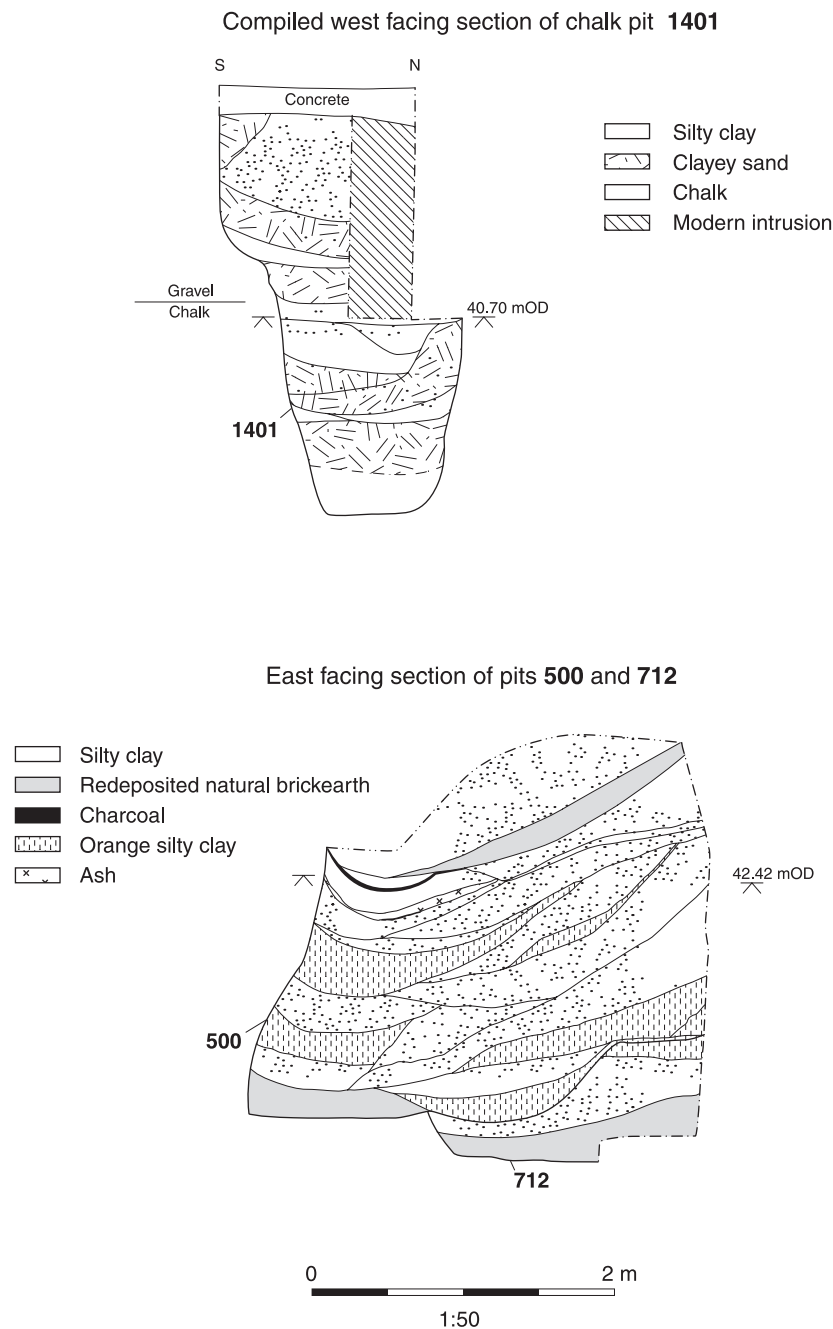 Compiled west facing section of chalk pit 1401
S N
Concrete
Silty clay
Clayey sand
Chalk
Modern intrusion
Gravel
Chalk
40.70 mOD
1401
East facing section of pits 500 and 712
Silty clay
Redeposited natural brickearth
Charcoal
Orange silty clay
Ash
42.42 mOD
500
712
0 2 m
1:50